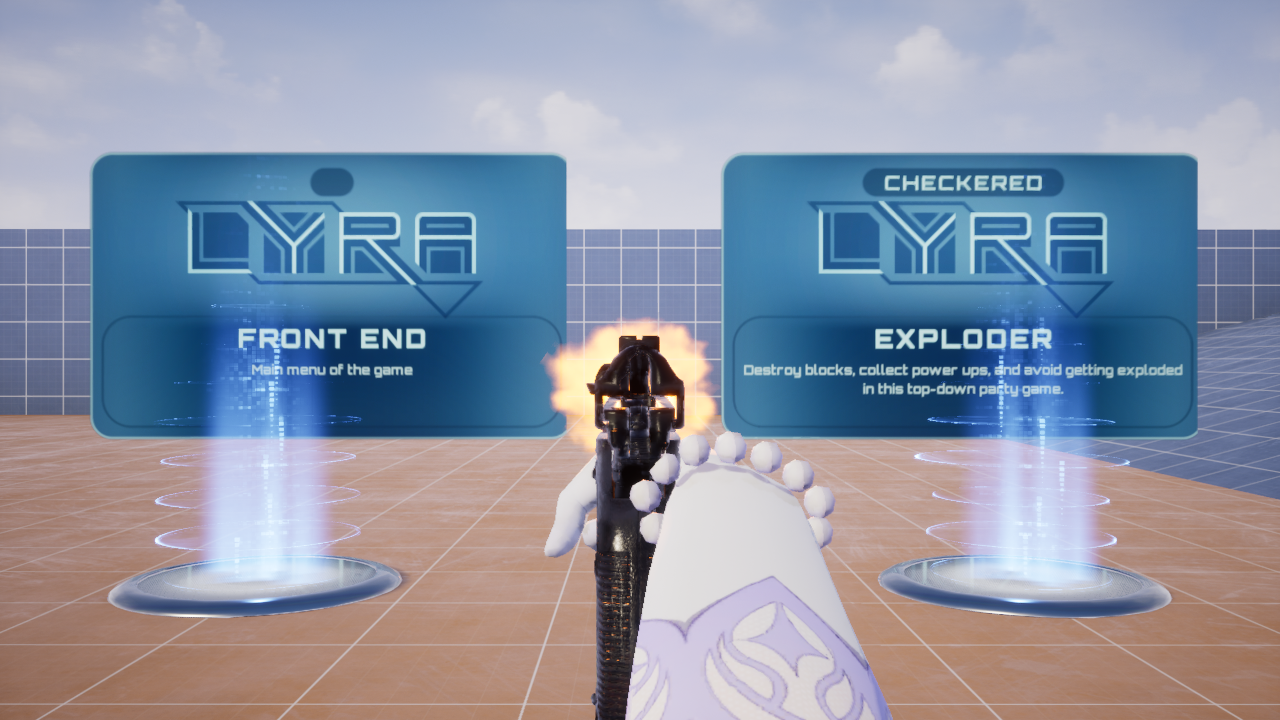 LYRA
FRONT END
Main menu of the game
CHECKERED
LYRA
EXPLODER
Destroy blocks, collect power ups, and avoid getting exploded
in this top-down party game.